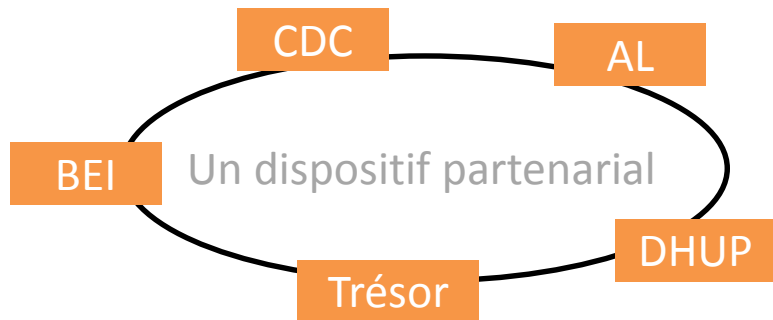 CDC
AL
BEI
Un dispositif partenarial
DHUP
Trésor